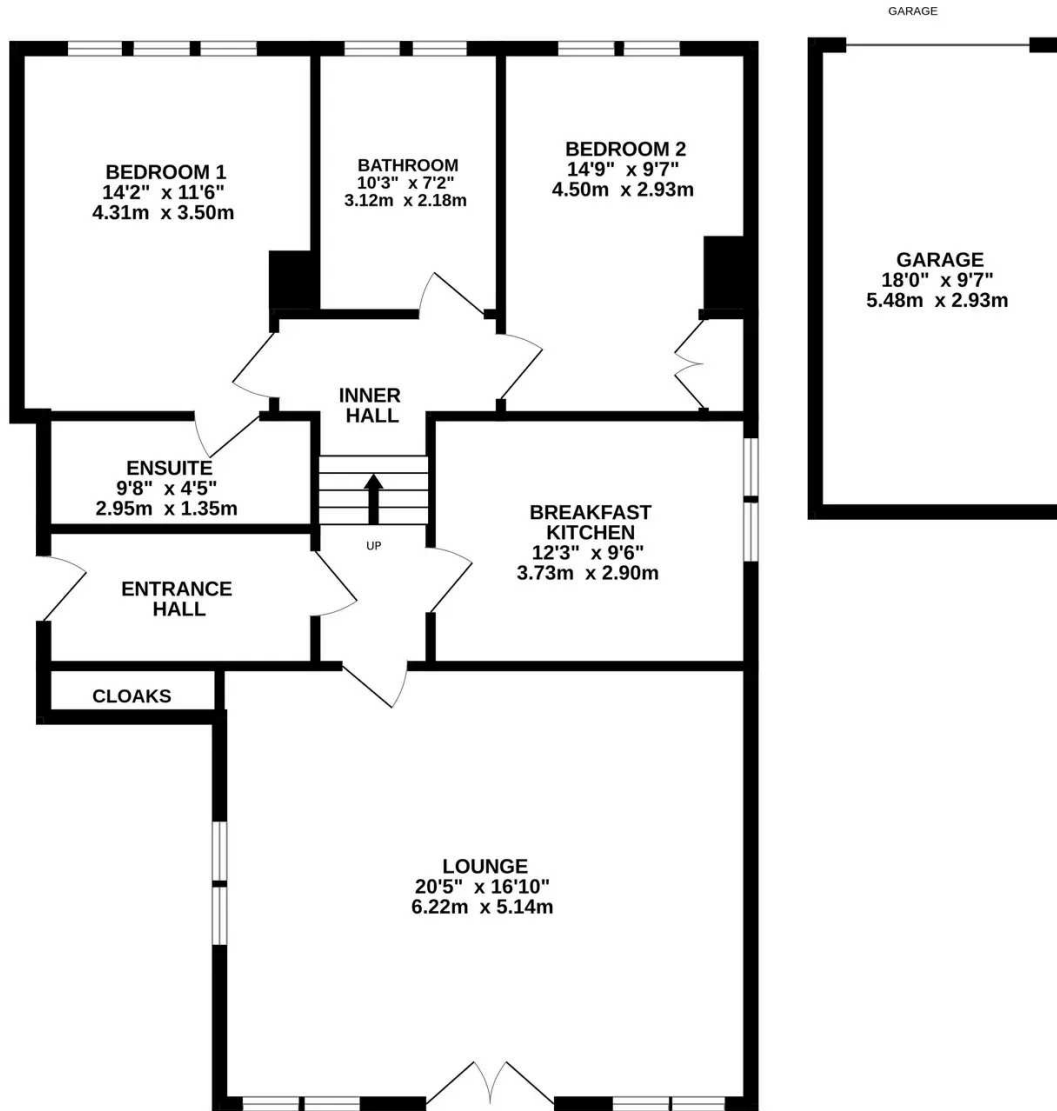 GARAGE
BEDROOM 1
14'2" x 11'6"
4.31m x 3.50m
BATHROOM
10'3" x 7'2"
3.12m x 2.18m
BEDROOM 2
14'9" x 9'7"
4.50m x 2.93m
GARAGE
18'0" x 9'7"
5.48m x 2.93m
INNER
HALL
ENSUITE
9'8" x 4'5"
2.95m x 1.35m
BREAKFAST
KITCHEN
12'3" x 9'6"
3.73m x 2.90m
UP
ENTRANCE
HALL
CLOAKS
LOUNGE
20'5" x 16'10"
6.22m x 5.14m